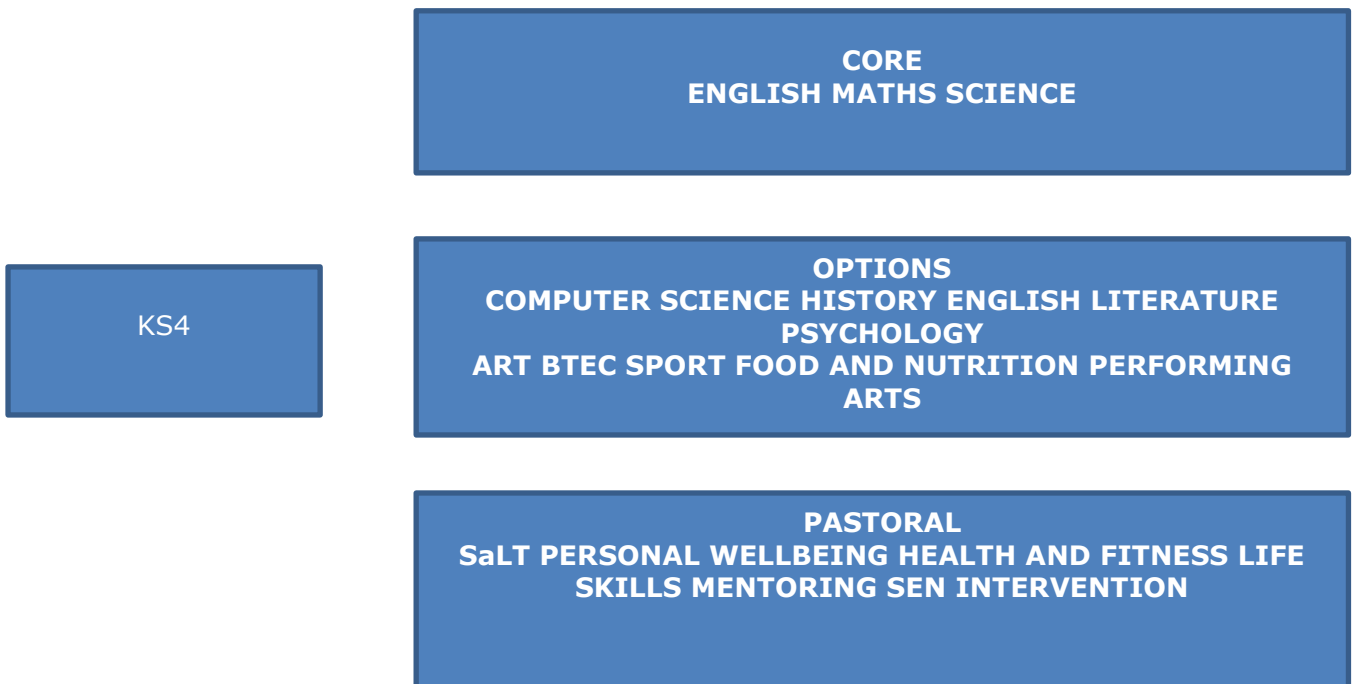 CORE
ENGLISH MATHS SCIENCE
KS4
OPTIONS
COMPUTER SCIENCE HISTORY ENGLISH LITERATURE
PSYCHOLOGY
ART BTEC SPORT FOOD AND NUTRITION PERFORMING
ARTS
PASTORAL
SaLT PERSONAL WELLBEING HEALTH AND FITNESS LIFE
SKILLS MENTORING SEN INTERVENTION